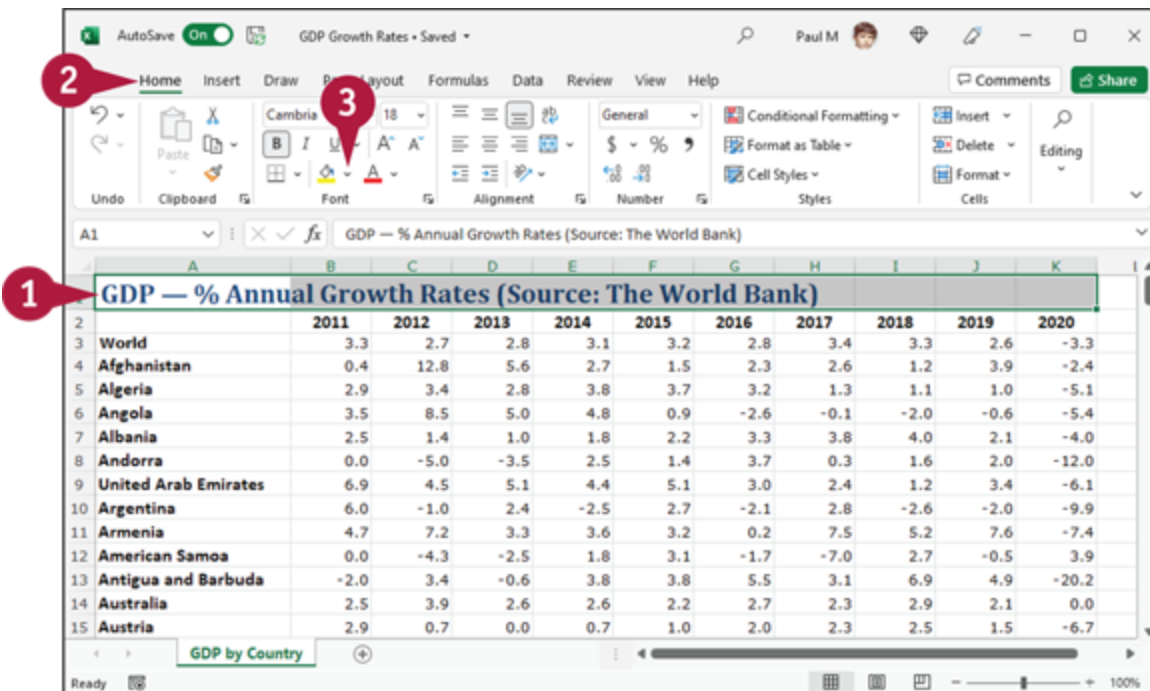 AutoSave On GDP Growth Rates • Saved Paul M
2 Home Insert Draw Page Layout Formulas Data Review View Help Comments Share
3
Cambria 18 General Conditional Formatting Insert
Paste B I U $ % Format as Table Delete Editing
A Cell Styles Format
Undo Clipboard Font Alignment Number Styles Cells
A1 fx GDP — % Annual Growth Rates (Source: The World Bank)
A B C D E F G H I J K
1 GDP — % Annual Growth Rates (Source: The World Bank)
2 2011 2012 2013 2014 2015 2016 2017 2018 2019 2020
3 World 3.3 2.7 2.8 3.1 3.2 2.8 3.4 3.3 2.6 -3.3
4 Afghanistan 0.4 12.8 5.6 2.7 1.5 2.3 2.6 1.2 3.9 -2.4
5 Algeria 2.9 3.4 2.8 3.8 3.7 3.2 1.3 1.1 1.0 -5.1
6 Angola 3.5 8.5 5.0 4.8 0.9 -2.6 -0.1 -2.0 -0.6 -5.4
7 Albania 2.5 1.4 1.0 1.8 2.2 3.3 3.8 4.0 2.1 -4.0
8 Andorra 0.0 -5.0 -3.5 2.5 1.4 3.7 0.3 1.6 2.0 -12.0
9 United Arab Emirates 6.9 4.5 5.1 4.4 5.1 3.0 2.4 1.2 3.4 -6.1
10 Argentina 6.0 -1.0 2.4 -2.5 2.7 -2.1 2.8 -2.6 -2.0 -9.9
11 Armenia 4.7 7.2 3.3 3.6 3.2 0.2 7.5 5.2 7.6 -7.4
12 American Samoa 0.0 -4.3 -2.5 1.8 3.1 -1.7 -7.0 2.7 -0.5 3.9
13 Antigua and Barbuda -2.0 3.4 -0.6 3.8 3.8 5.5 3.1 6.9 4.9 -20.2
14 Australia 2.5 3.9 2.6 2.6 2.2 2.7 2.3 2.9 2.1 0.0
15 Austria 2.9 0.7 0.0 0.7 1.0 2.0 2.3 2.5 1.5 -6.7
GDP by Country
Ready 100%